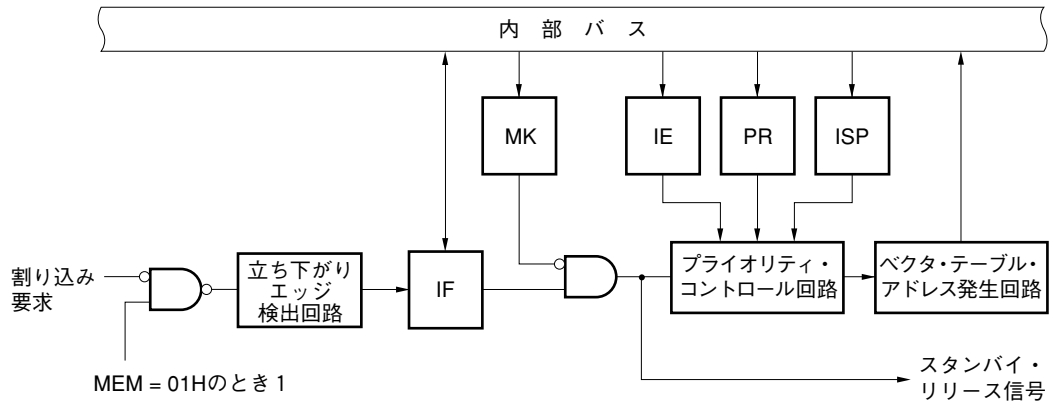 内 部 バ ス
MK
IE
PR
ISP
割り込み
要求
立ち下がり
エッジ
検出回路
IF
プライオリティ・
コントロール回路
ベクタ・テーブル・
アドレス発生回路
MEM = 01Hのとき 1
スタンバイ・
リリース信号